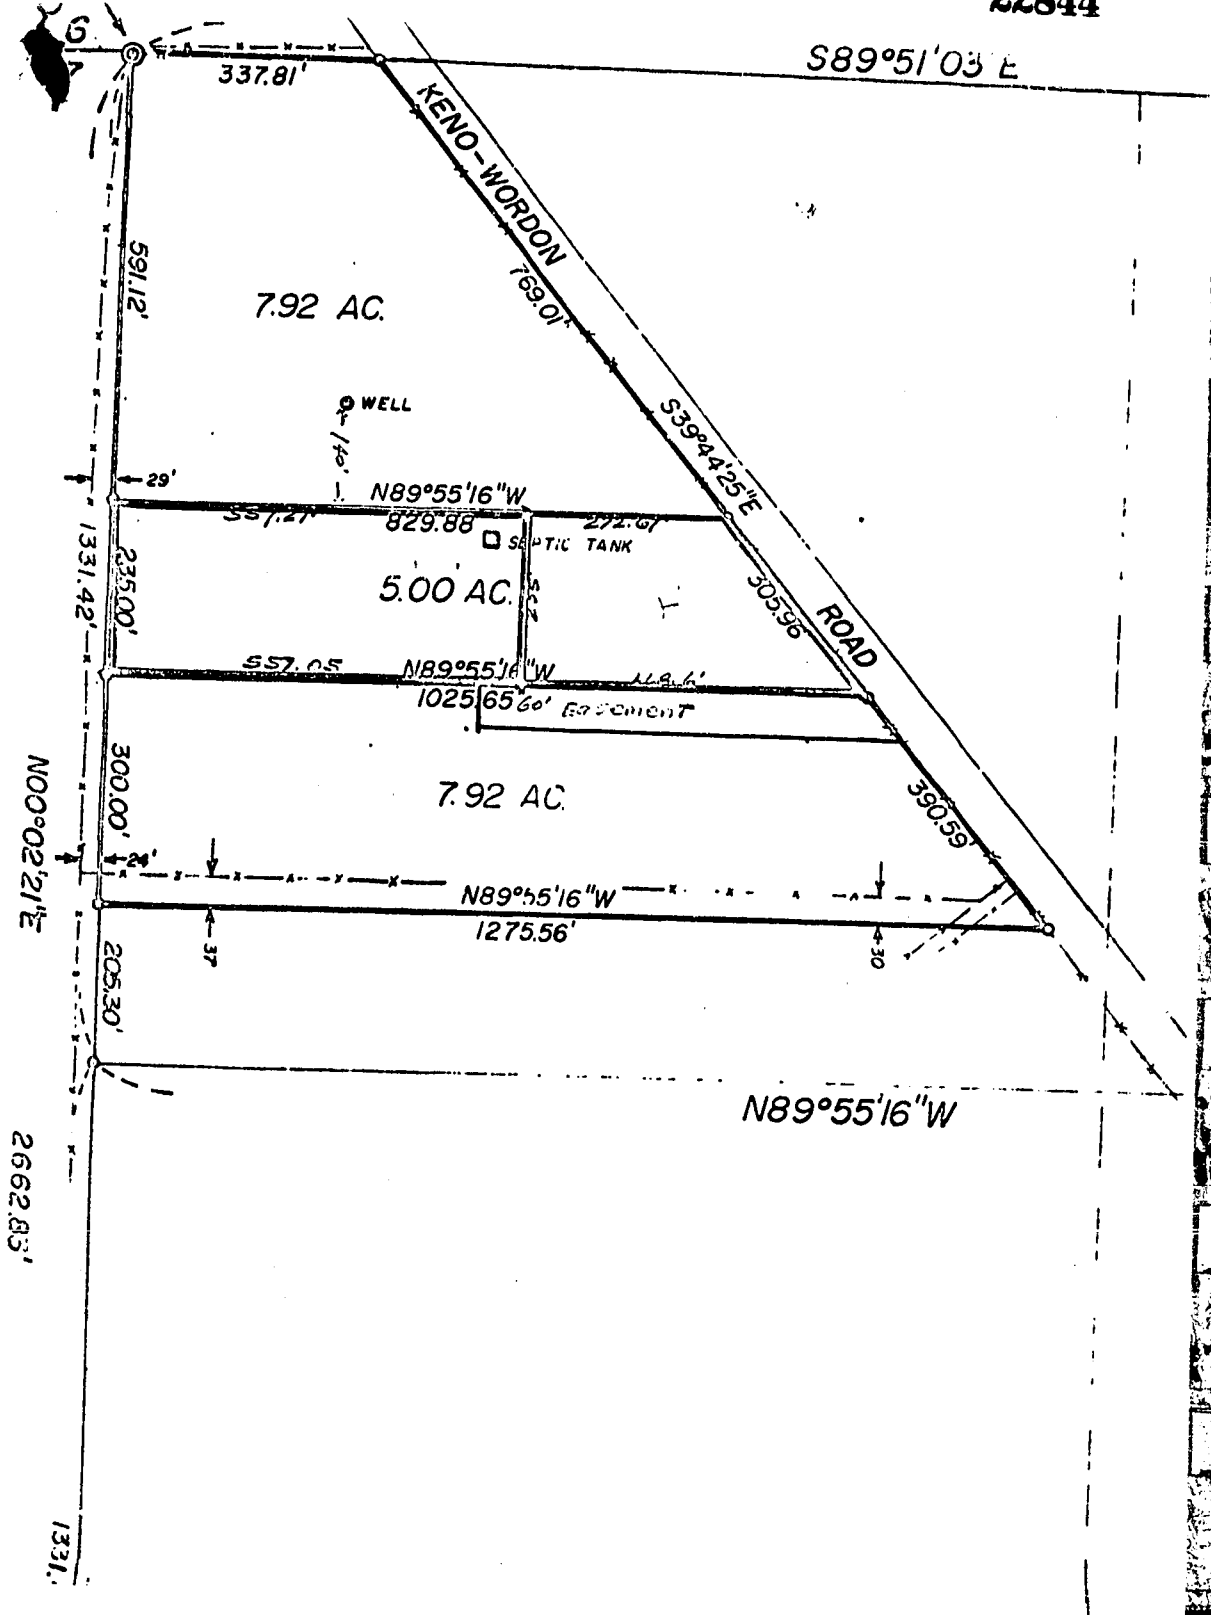 22844
S89°51'03"E
337.81'
KENO-WORDON
591.12'
769.01'
7.92 AC.
WELL
140'
S39°44'25"E
29'
N89°55'16"W
557.27
829.88
272.61
SEPTIC TANK
1331.42'
235.00'
5.00 AC.
305.96
ROAD
557.05
N89°55'16"W
1025.65
60' Easement
300.00'
7.92 AC.
390.59'
N00°02'21"E
24'
N89°55'16"W
1275.56'
37
30
205.30'
N89°55'16"W
2662.83'
1331.